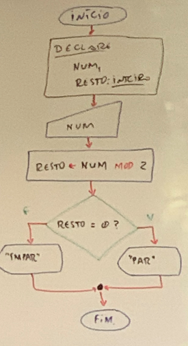 INÍCIO
DECLARE
NUM,
RESTO: INTEIRO
NUM
RESTO ← NUM MOD 2
RESTO = 0 ?
F
V
"IMPAR"
"PAR"
FIM